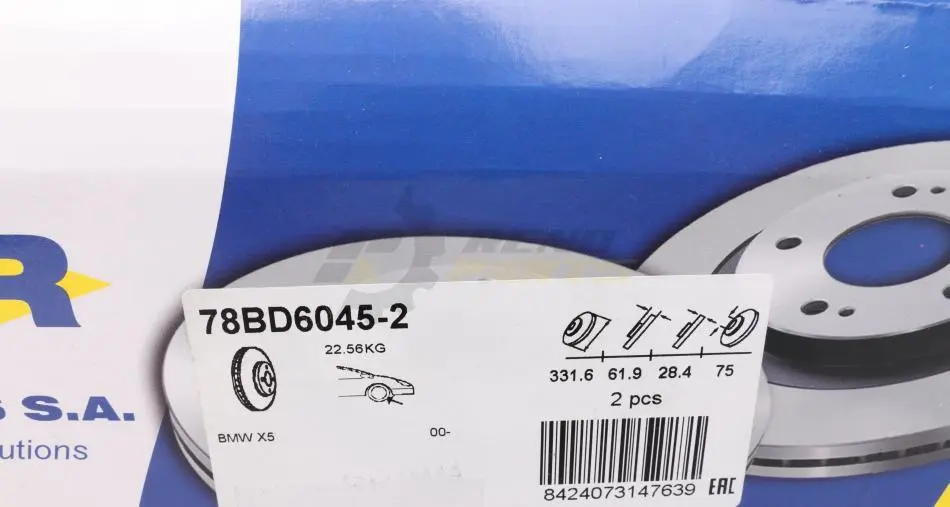 R
S.A.
utions
78BD6045-2
22.56KG
331.6 61.9 28.4 75
2 pcs
BMW X5 00-
8424073147639 EAC